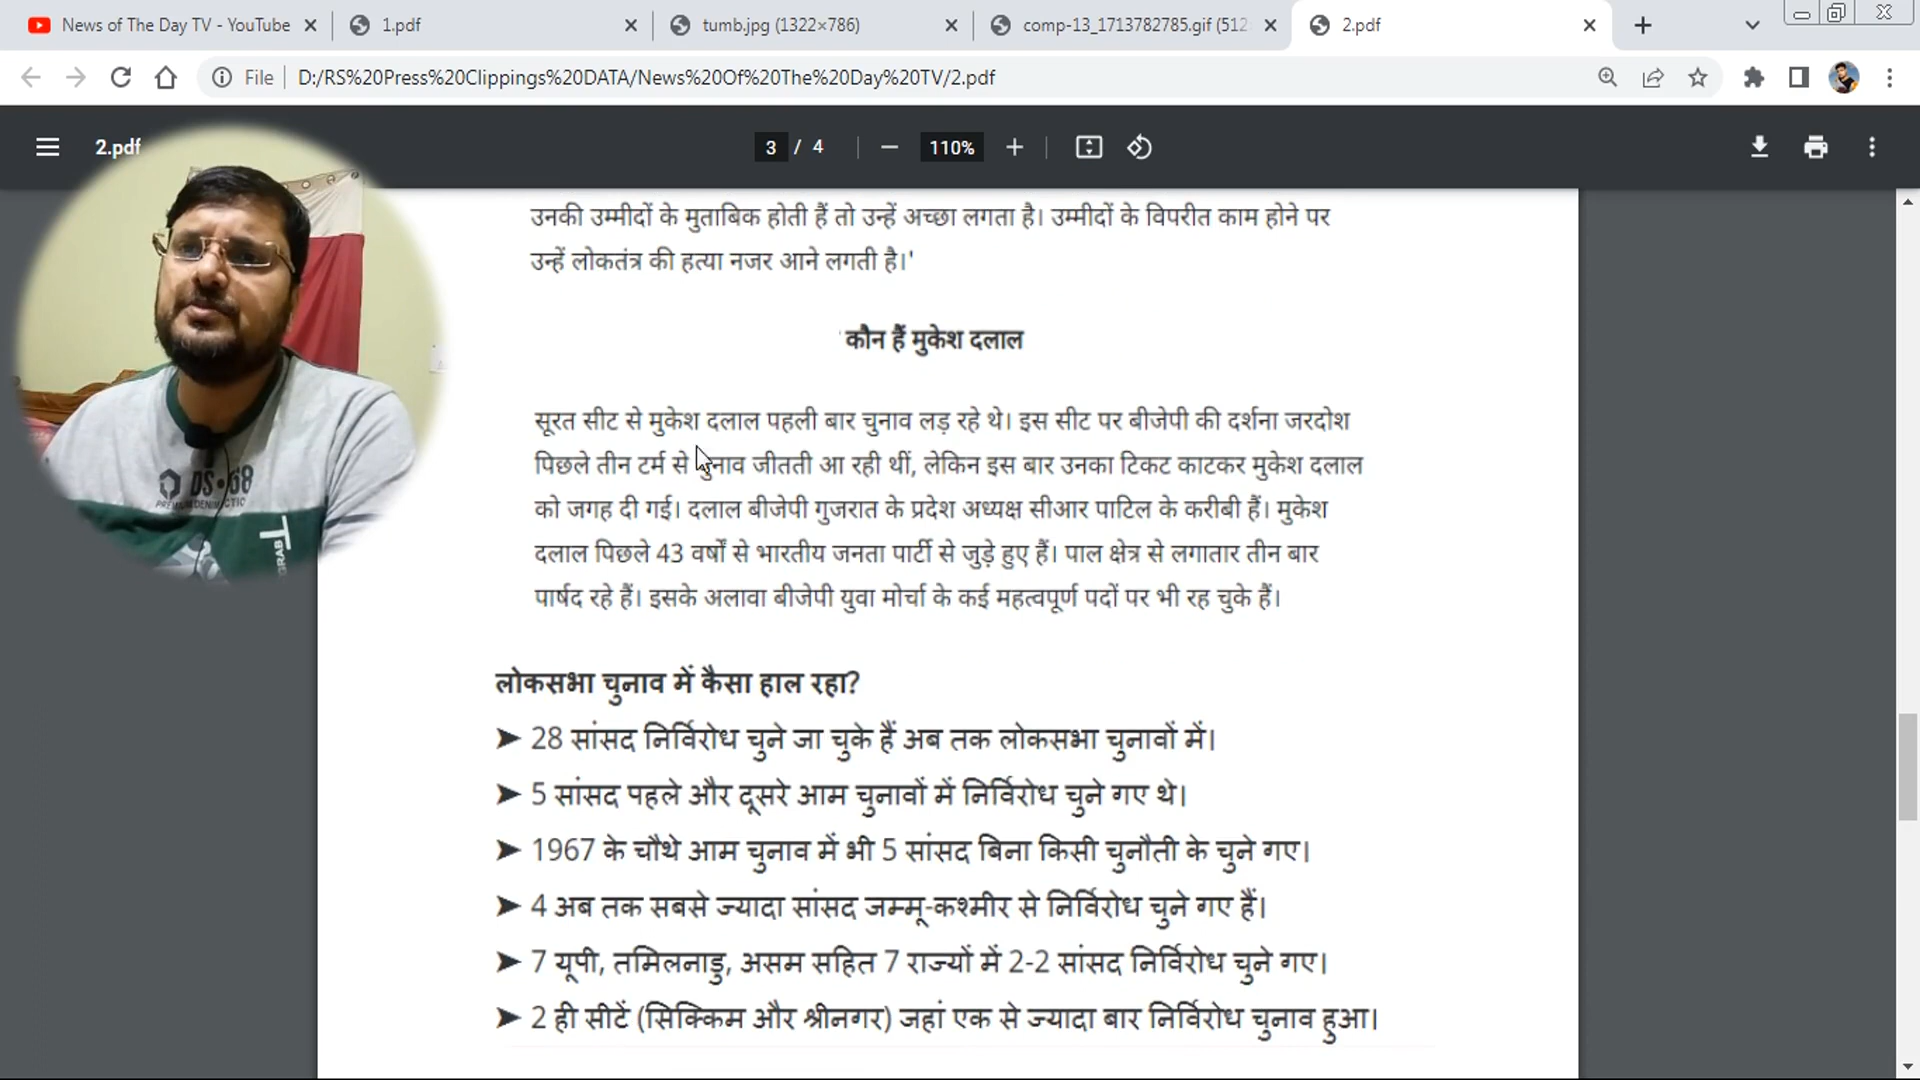 News of The Day TV - YouTube
1.pdf
tumb.jpg (1322×786)
comp-13_1713782785.gif (512
2.pdf
File
D:/RS%20Press%20Clippings%20DATA/News%20Of%20The%20Day%20TV/2.pdf
2.pdf
3 / 4
110%
उनकी उम्मीदों के मुताबिक होती हैं तो उन्हें अच्छा लगता है। उम्मीदों के विपरीत काम होने पर
उन्हें लोकतंत्र की हत्या नजर आने लगती है।'
कौन हैं मुकेश दलाल
सूरत सीट से मुकेश दलाल पहली बार चुनाव लड़ रहे थे। इस सीट पर बीजेपी की दर्शना जरदोश
पिछले तीन टर्म से चुनाव जीतती आ रही थीं, लेकिन इस बार उनका टिकट काटकर मुकेश दलाल
को जगह दी गई। दलाल बीजेपी गुजरात के प्रदेश अध्यक्ष सीआर पाटिल के करीबी हैं। मुकेश
दलाल पिछले 43 वर्षों से भारतीय जनता पार्टी से जुड़े हुए हैं। पाल क्षेत्र से लगातार तीन बार
पार्षद रहे हैं। इसके अलावा बीजेपी युवा मोर्चा के कई महत्वपूर्ण पदों पर भी रह चुके हैं।
लोकसभा चुनाव में कैसा हाल रहा?
➤ 28 सांसद निर्विरोध चुने जा चुके हैं अब तक लोकसभा चुनावों में।
➤ 5 सांसद पहले और दूसरे आम चुनावों में निर्विरोध चुने गए थे।
➤ 1967 के चौथे आम चुनाव में भी 5 सांसद बिना किसी चुनौती के चुने गए।
➤ 4 अब तक सबसे ज्यादा सांसद जम्मू-कश्मीर से निर्विरोध चुने गए हैं।
➤ 7 यूपी, तमिलनाडु, असम सहित 7 राज्यों में 2-2 सांसद निर्विरोध चुने गए।
➤ 2 ही सीटें (सिक्किम और श्रीनगर) जहां एक से ज्यादा बार निर्विरोध चुनाव हुआ।
DS•68